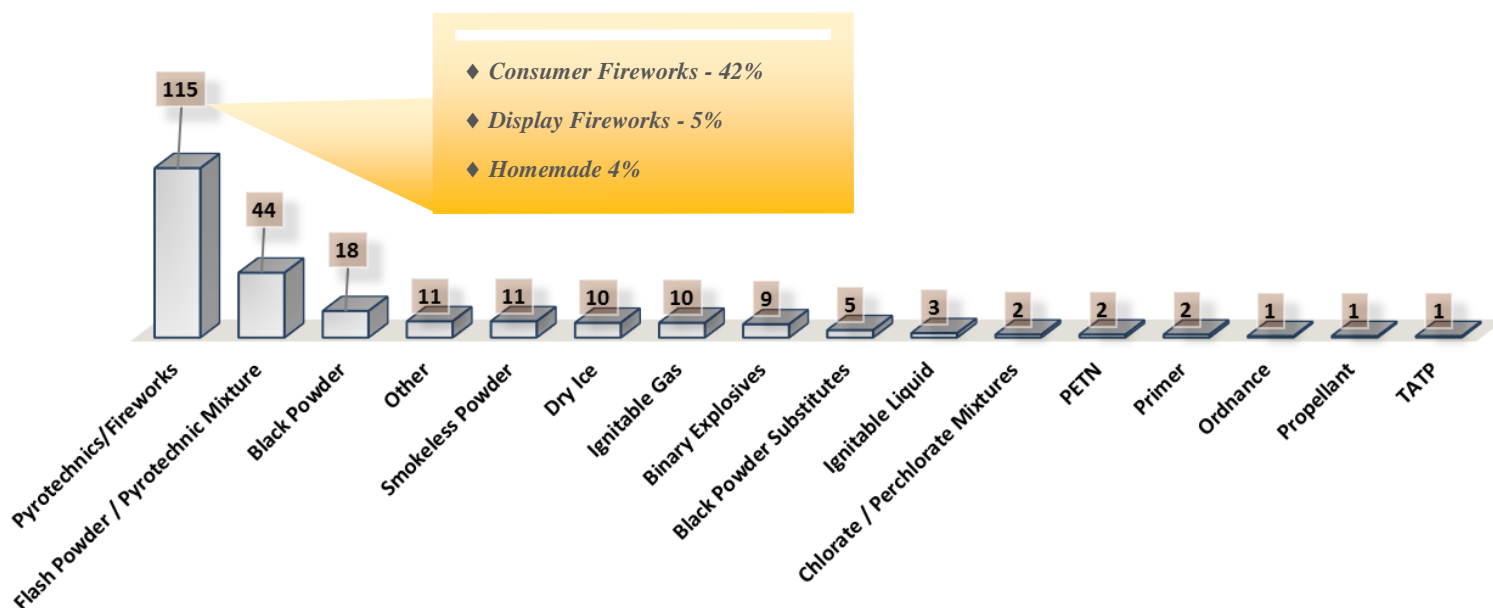 ♦ Consumer Fireworks - 42%
♦ Display Fireworks - 5%
♦ Homemade 4%
115
44
18
11
11
10
10
9
5
3
2
2
2
1
1
1
Pyrotechnics/Fireworks
Flash Powder / Pyrotechnic Mixture
Black Powder
Other
Smokeless Powder
Dry Ice
Ignitable Gas
Binary Explosives
Black Powder Substitutes
Ignitable Liquid
Chlorate / Perchlorate Mixtures
PETN
Primer
Ordnance
Propellant
TATP